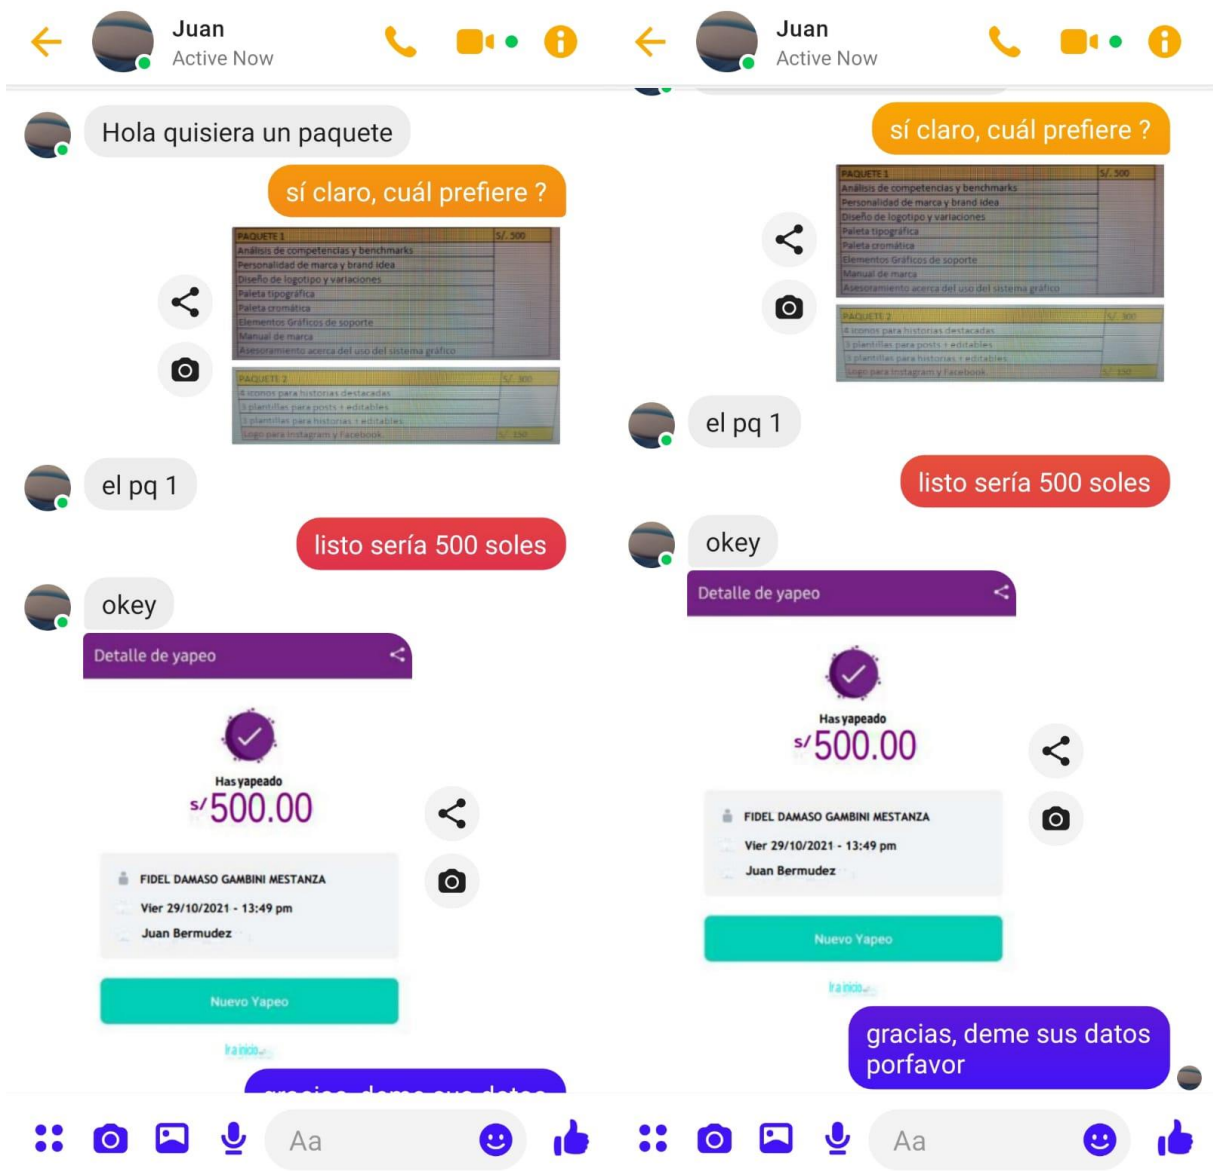 Juan
Active Now
Hola quisiera un paquete
sí claro, cuál prefiere ?
PAQUETE 1 S/. 500
Análisis de competencias y benchmarks
Personalidad de marca y brand idea
Diseño de logotipo y variaciones
Paleta tipográfica
Paleta cromática
Elementos Gráficos de soporte
Manual de marca
Asesoramiento acerca del uso del sistema gráfico
PAQUETE 2 S/. 300
4 iconos para historias destacadas
3 plantillas para posts + editables
3 plantillas para historias + editables
Logo para Instagram y Facebook S/. 150
el pq 1
listo sería 500 soles
okey
Detalle de yapeo
Has yapeado
s/500.00
FIDEL DAMASO GAMBINI MESTANZA
Vier 29/10/2021 - 13:49 pm
Juan Bermudez
Nuevo Yapeo
Ir a inicio
gracias, deme sus datos
Aa
Juan
Active Now
sí claro, cuál prefiere ?
PAQUETE 1 S/. 500
Análisis de competencias y benchmarks
Personalidad de marca y brand idea
Diseño de logotipo y variaciones
Paleta tipográfica
Paleta cromática
Elementos Gráficos de soporte
Manual de marca
Asesoramiento acerca del uso del sistema gráfico
PAQUETE 2 S/. 300
4 iconos para historias destacadas
3 plantillas para posts + editables
3 plantillas para historias + editables
Logo para Instagram y Facebook S/. 150
el pq 1
listo sería 500 soles
okey
Detalle de yapeo
Has yapeado
s/500.00
FIDEL DAMASO GAMBINI MESTANZA
Vier 29/10/2021 - 13:49 pm
Juan Bermudez
Nuevo Yapeo
Ir a inicio
gracias, deme sus datos
porfavor
Aa